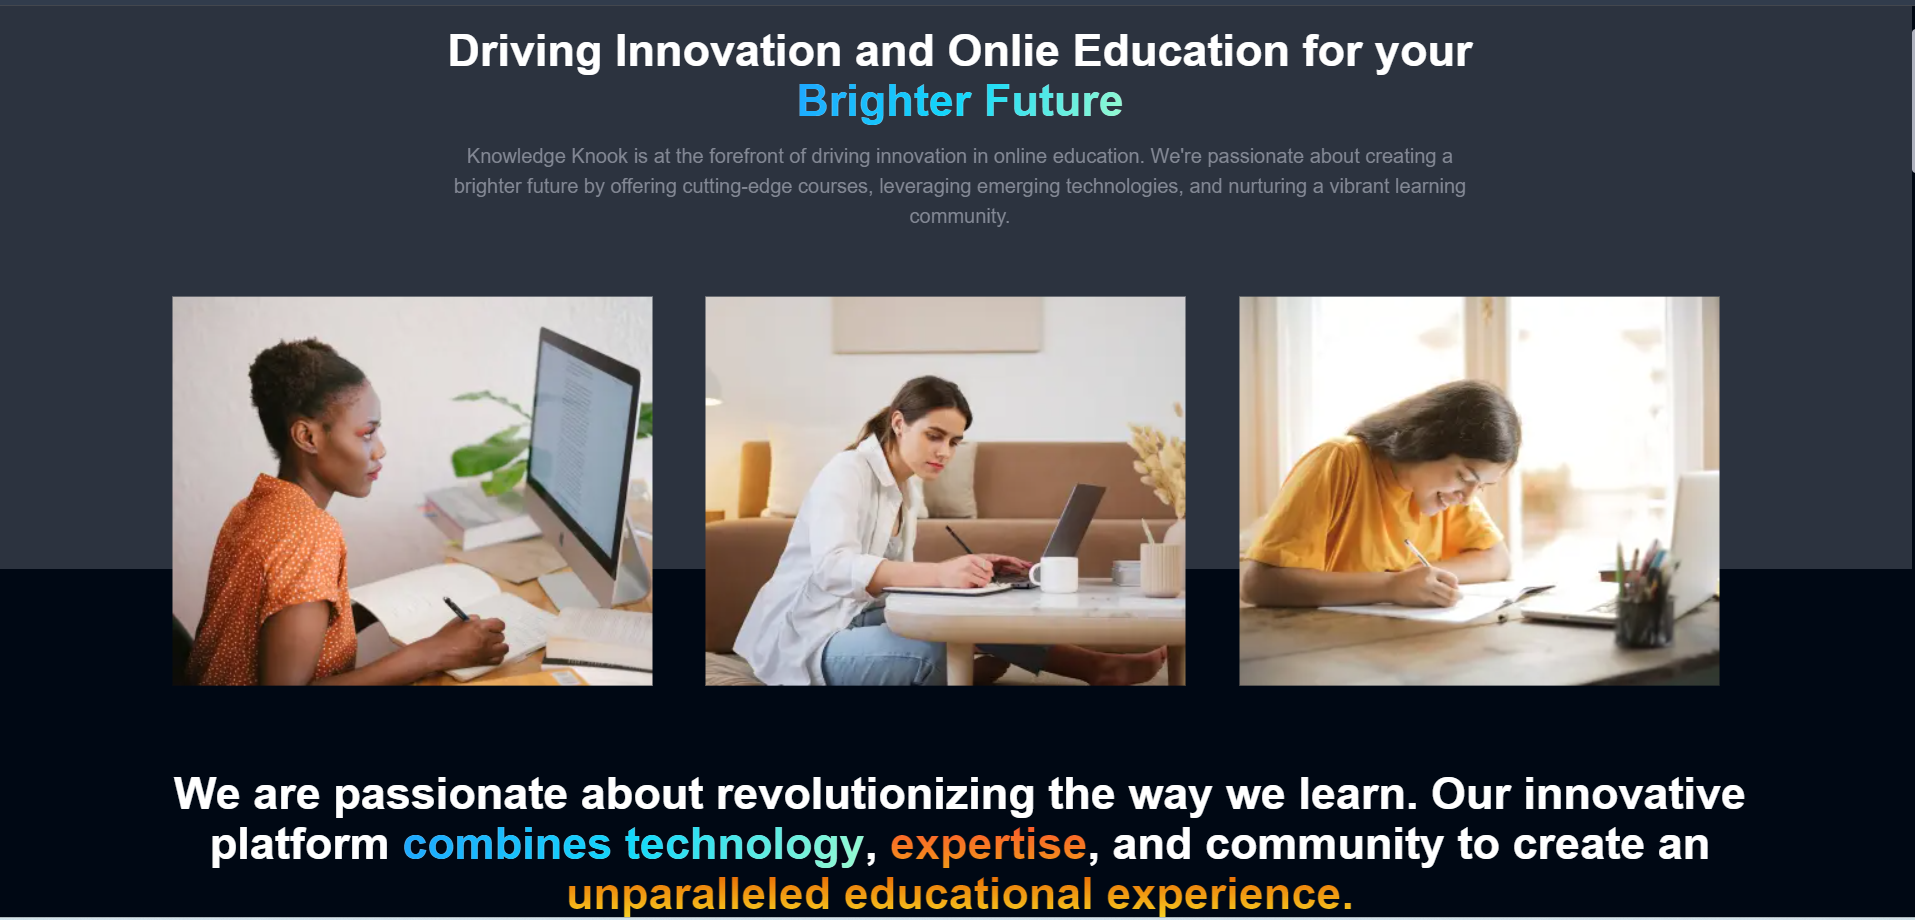 Driving Innovation and Onlie Education for your
Brighter Future
Knowledge Knook is at the forefront of driving innovation in online education. We're passionate about creating a
brighter future by offering cutting-edge courses, leveraging emerging technologies, and nurturing a vibrant learning
community.
We are passionate about revolutionizing the way we learn. Our innovative
platform combines technology, expertise, and community to create an
unparalleled educational experience.